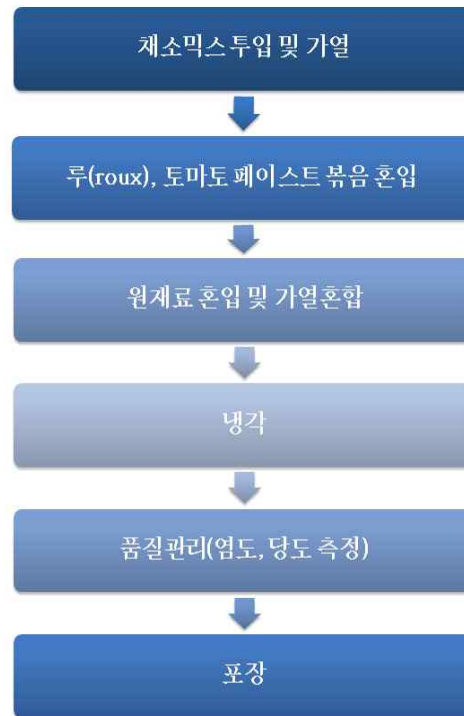 채소믹스 투입 및 가열
루(roux), 토마토 페이스트 볶음 혼입
원재료 혼입 및 가열혼합
냉각
품질관리(염도, 당도 측정)
포장